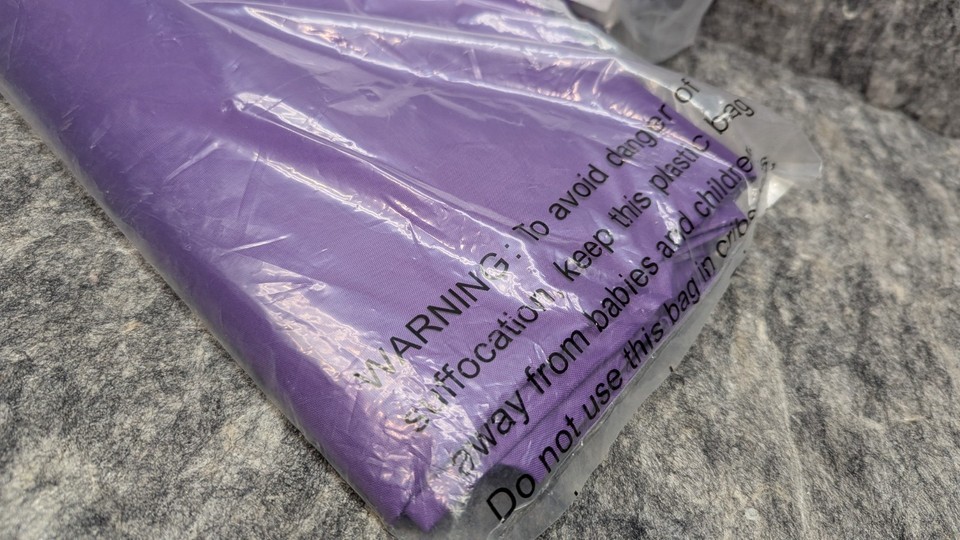 WARNING: To avoid danger of
suffocation, keep this plastic bag
away from babies and children
Do not use this bag in cribs,